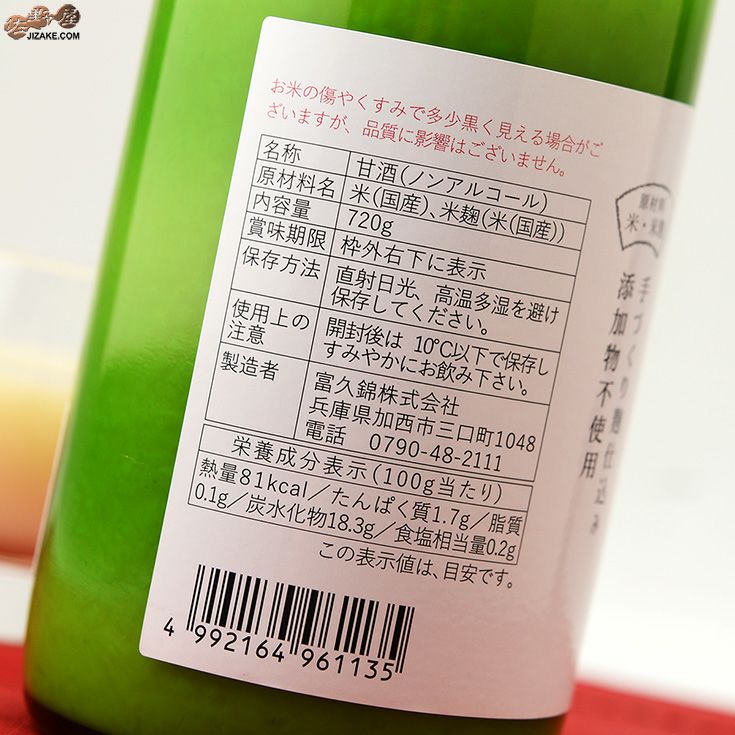 JIZAKE.COM
お米の傷やくすみで多少黒く見える場合がご
ざいますが、品質に影響はございません。
名称 甘酒(ノンアルコール)
原材料名 米(国産)、米麹(米(国産))
内容量 720g
賞味期限 枠外右下に表示
保存方法 直射日光、高温多湿を避け
保存してください。
使用上の
注意 開封後は 10℃以下で保存し
すみやかにお飲み下さい。
製造者 富久錦株式会社
兵庫県加西市三口町1048
電話 0790-48-2111
栄養成分表示(100g当たり)
熱量81kcal/たんぱく質1.7g/脂質
0.1g/炭水化物18.3g/食塩相当量0.2g
この表示値は、目安です。
4 992164 961135
原材料
米・米麹
手づくり麹仕込み
添加物不使用